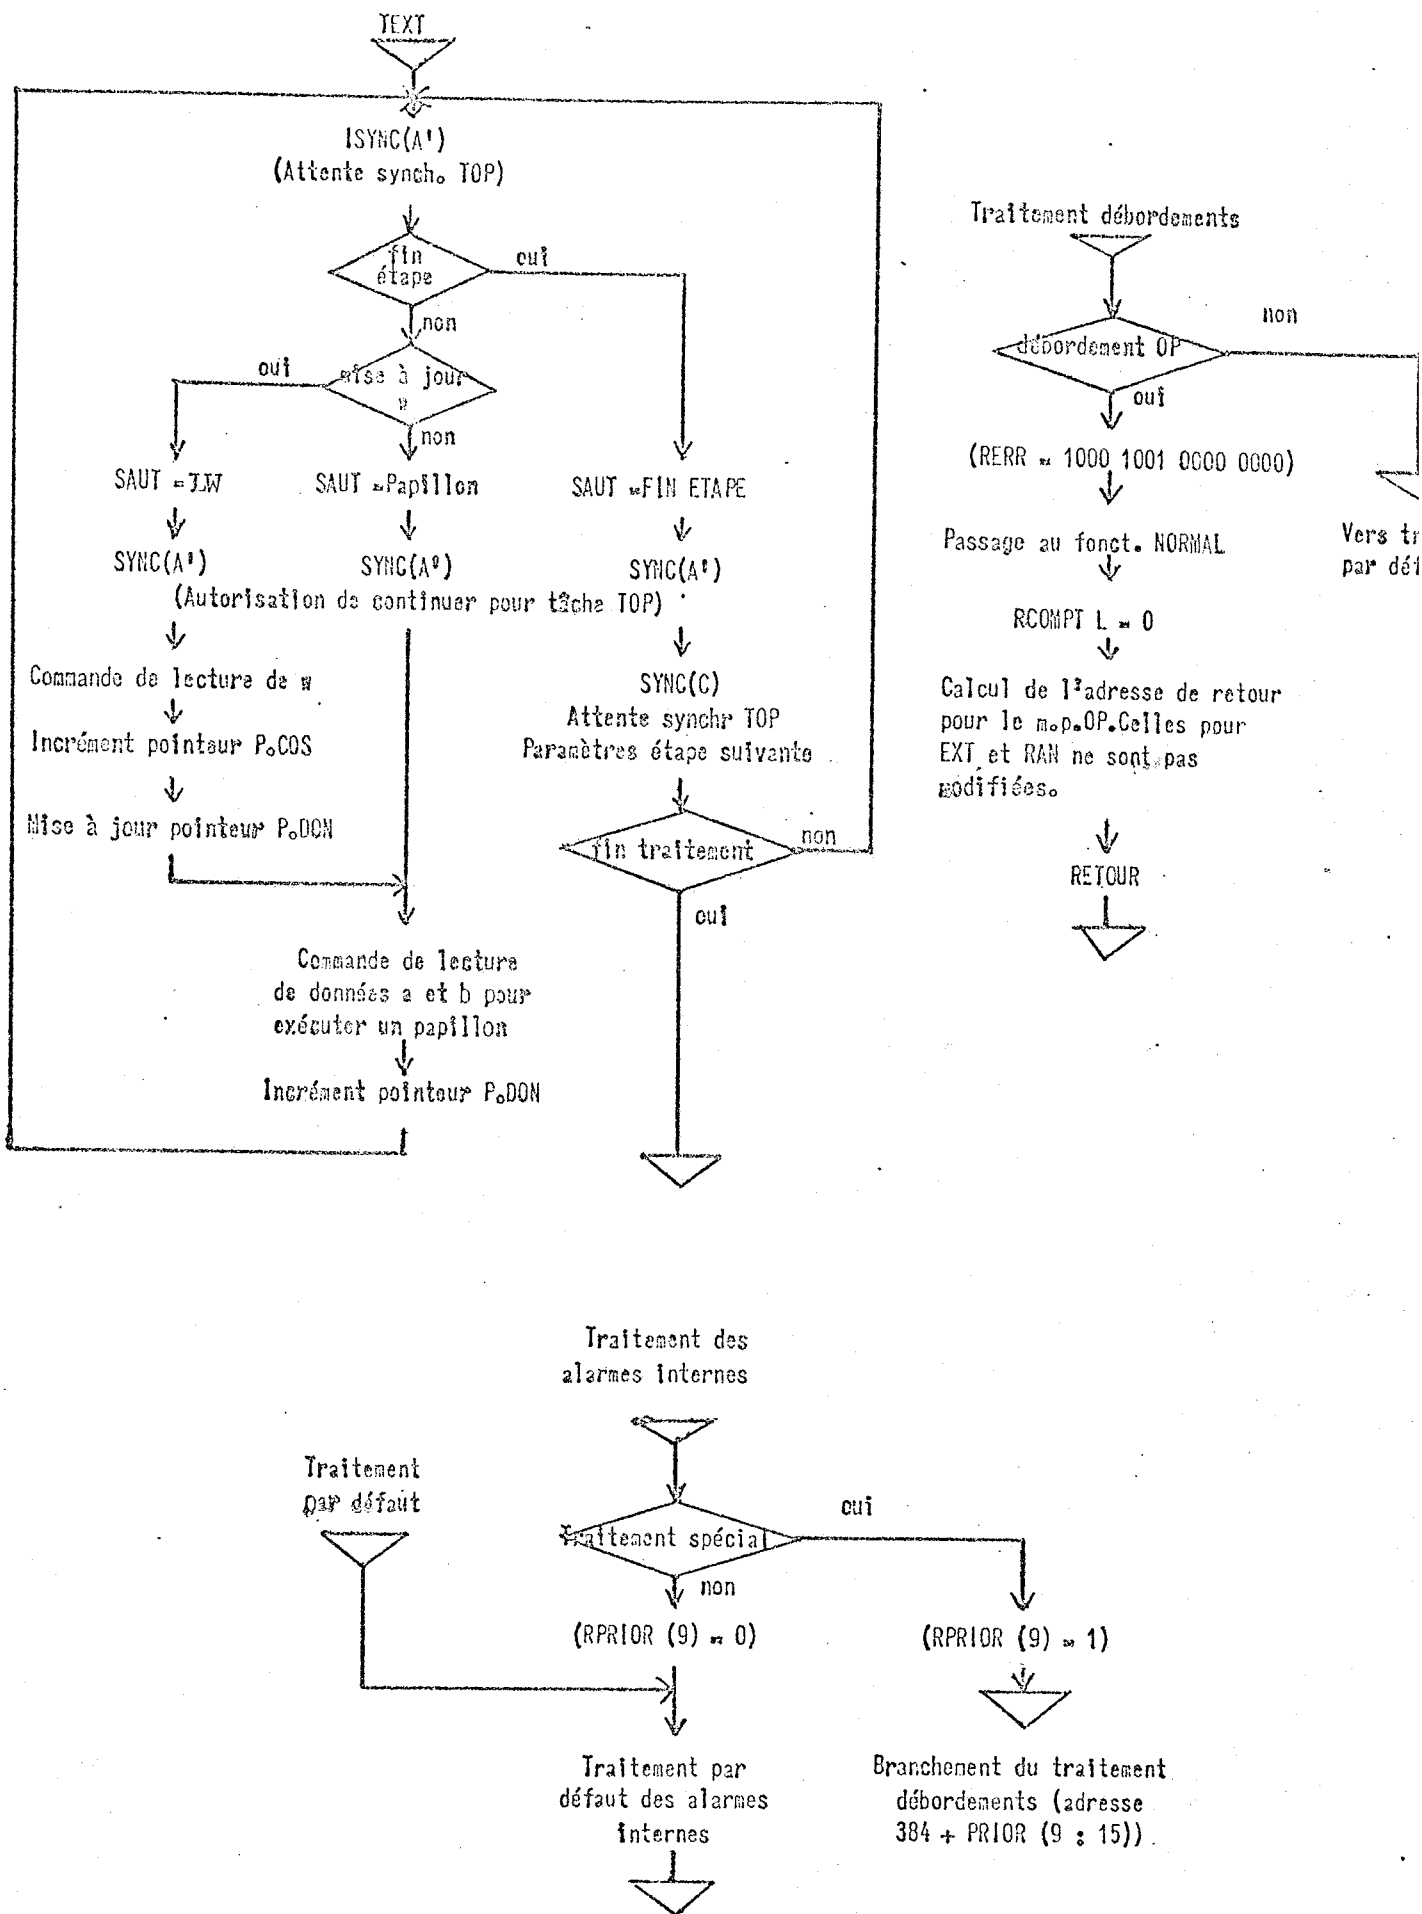 TEXT
ISYNC(A')
(Attente synch. TOP)
fin
étape
oui
non
mise à jour
w
oui
non
SAUT = LW
SAUT = Papillon
SAUT = FIN ETAPE
SYNC(A')
SYNC(A')
SYNC(A')
(Autorisation de continuer pour tâche TOP)
Commande de lecture de w
Incrément pointeur P.COS
Mise à jour pointeur P.DON
SYNC(C)
Attente synchr TOP
Paramètres étape suivante
fin traitement
non
oui
Commande de lecture
de données a et b pour
exécuter un papillon
Incrément pointeur P.DON
Traitement débordements
débordement OP
non
oui
(RERR = 1000 1001 0000 0000)
Passage au fonct. NORMAL
RCOMPT L = 0
Calcul de l'adresse de retour
pour le m.p.OP.Celles pour
EXT et RAN ne sont pas
modifiées.
RETOUR
Vers
par
Traitement des
alarmes internes
Traitement
par défaut
Traitement spécial
oui
non
(RPRIOR (9) = 0)
(RPRIOR (9) = 1)
Traitement par
défaut des alarmes
internes
Branchement du traitement
débordements (adresse
384 + PRIOR (9 : 15))